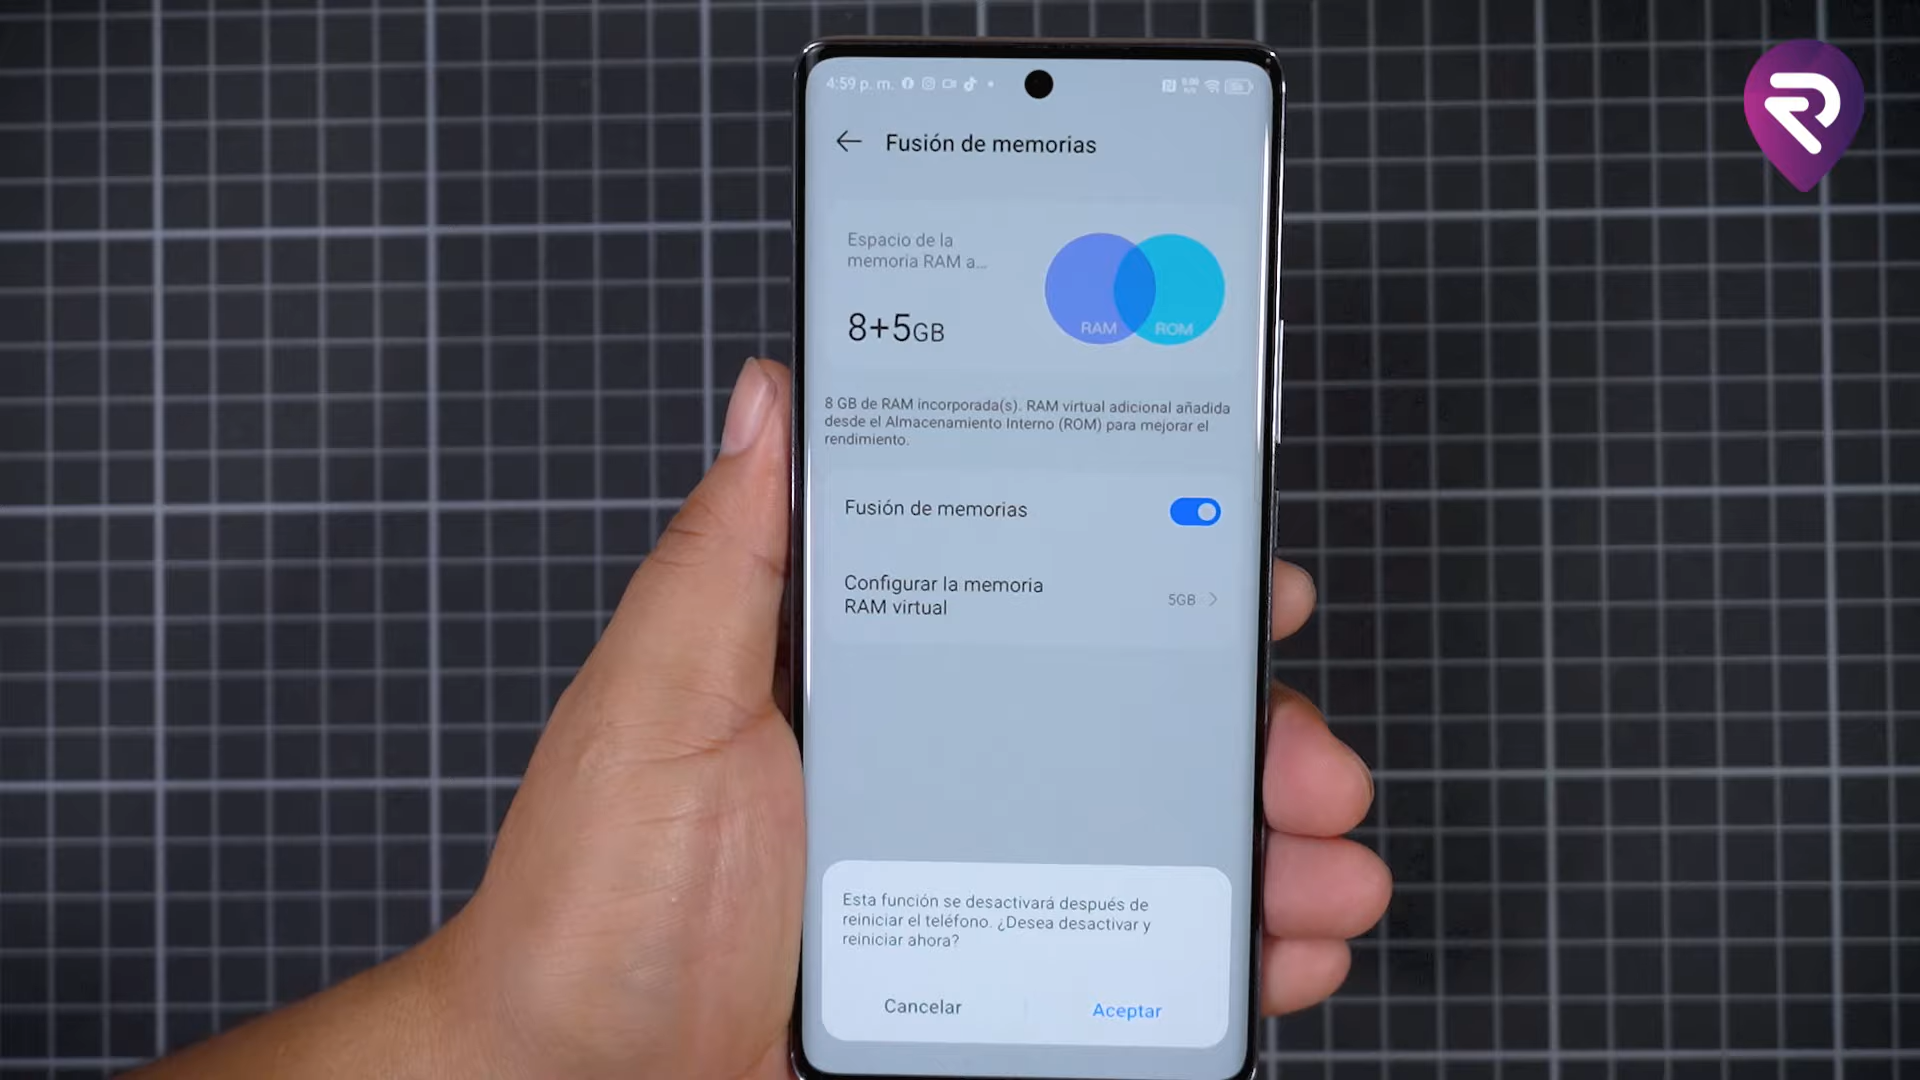 4:59 p. m.
Fusión de memorias
Espacio de la
memoria RAM a...
8+5GB
RAM
ROM
8 GB de RAM incorporada(s). RAM virtual adicional añadida
desde el Almacenamiento Interno (ROM) para mejorar el
rendimiento.
Fusión de memorias
Configurar la memoria
RAM virtual
5GB
Esta función se desactivará después de
reiniciar el teléfono. ¿Desea desactivar y
reiniciar ahora?
Cancelar
Aceptar